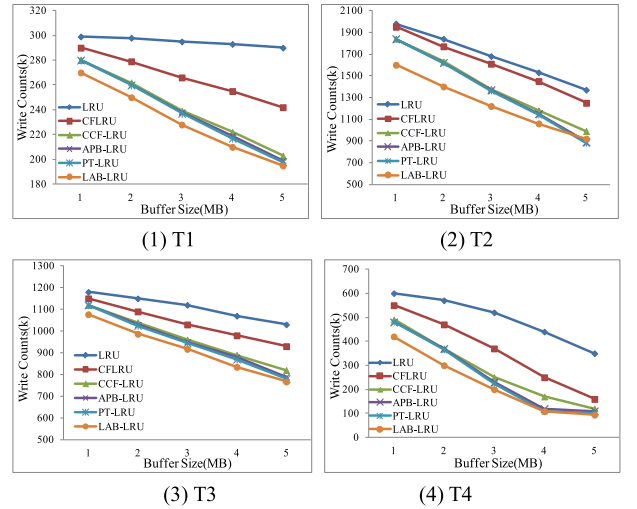 Write Counts(k)
320
300
280
260
240
220
200
180
LRU
CFLRU
CCF-LRU
APB-LRU
PT-LRU
LAB-LRU
1 2 3 4 5
Buffer Size(MB)
(1) T1
Write Counts(k)
2100
1900
1700
1500
1300
1100
900
700
500
LRU
CFLRU
CCF-LRU
APB-LRU
PT-LRU
LAB-LRU
1 2 3 4 5
Buffer Size(MB)
(2) T2
Write Counts(k)
1300
1200
1100
1000
900
800
700
600
500
LRU
CFLRU
CCF-LRU
APB-LRU
PT-LRU
LAB-LRU
1 2 3 4 5
Buffer Size(MB)
(3) T3
Write Counts(k)
700
600
500
400
300
200
100
0
LRU
CFLRU
CCF-LRU
APB-LRU
PT-LRU
LAB-LRU
1 2 3 4 5
Buffer Size(MB)
(4) T4